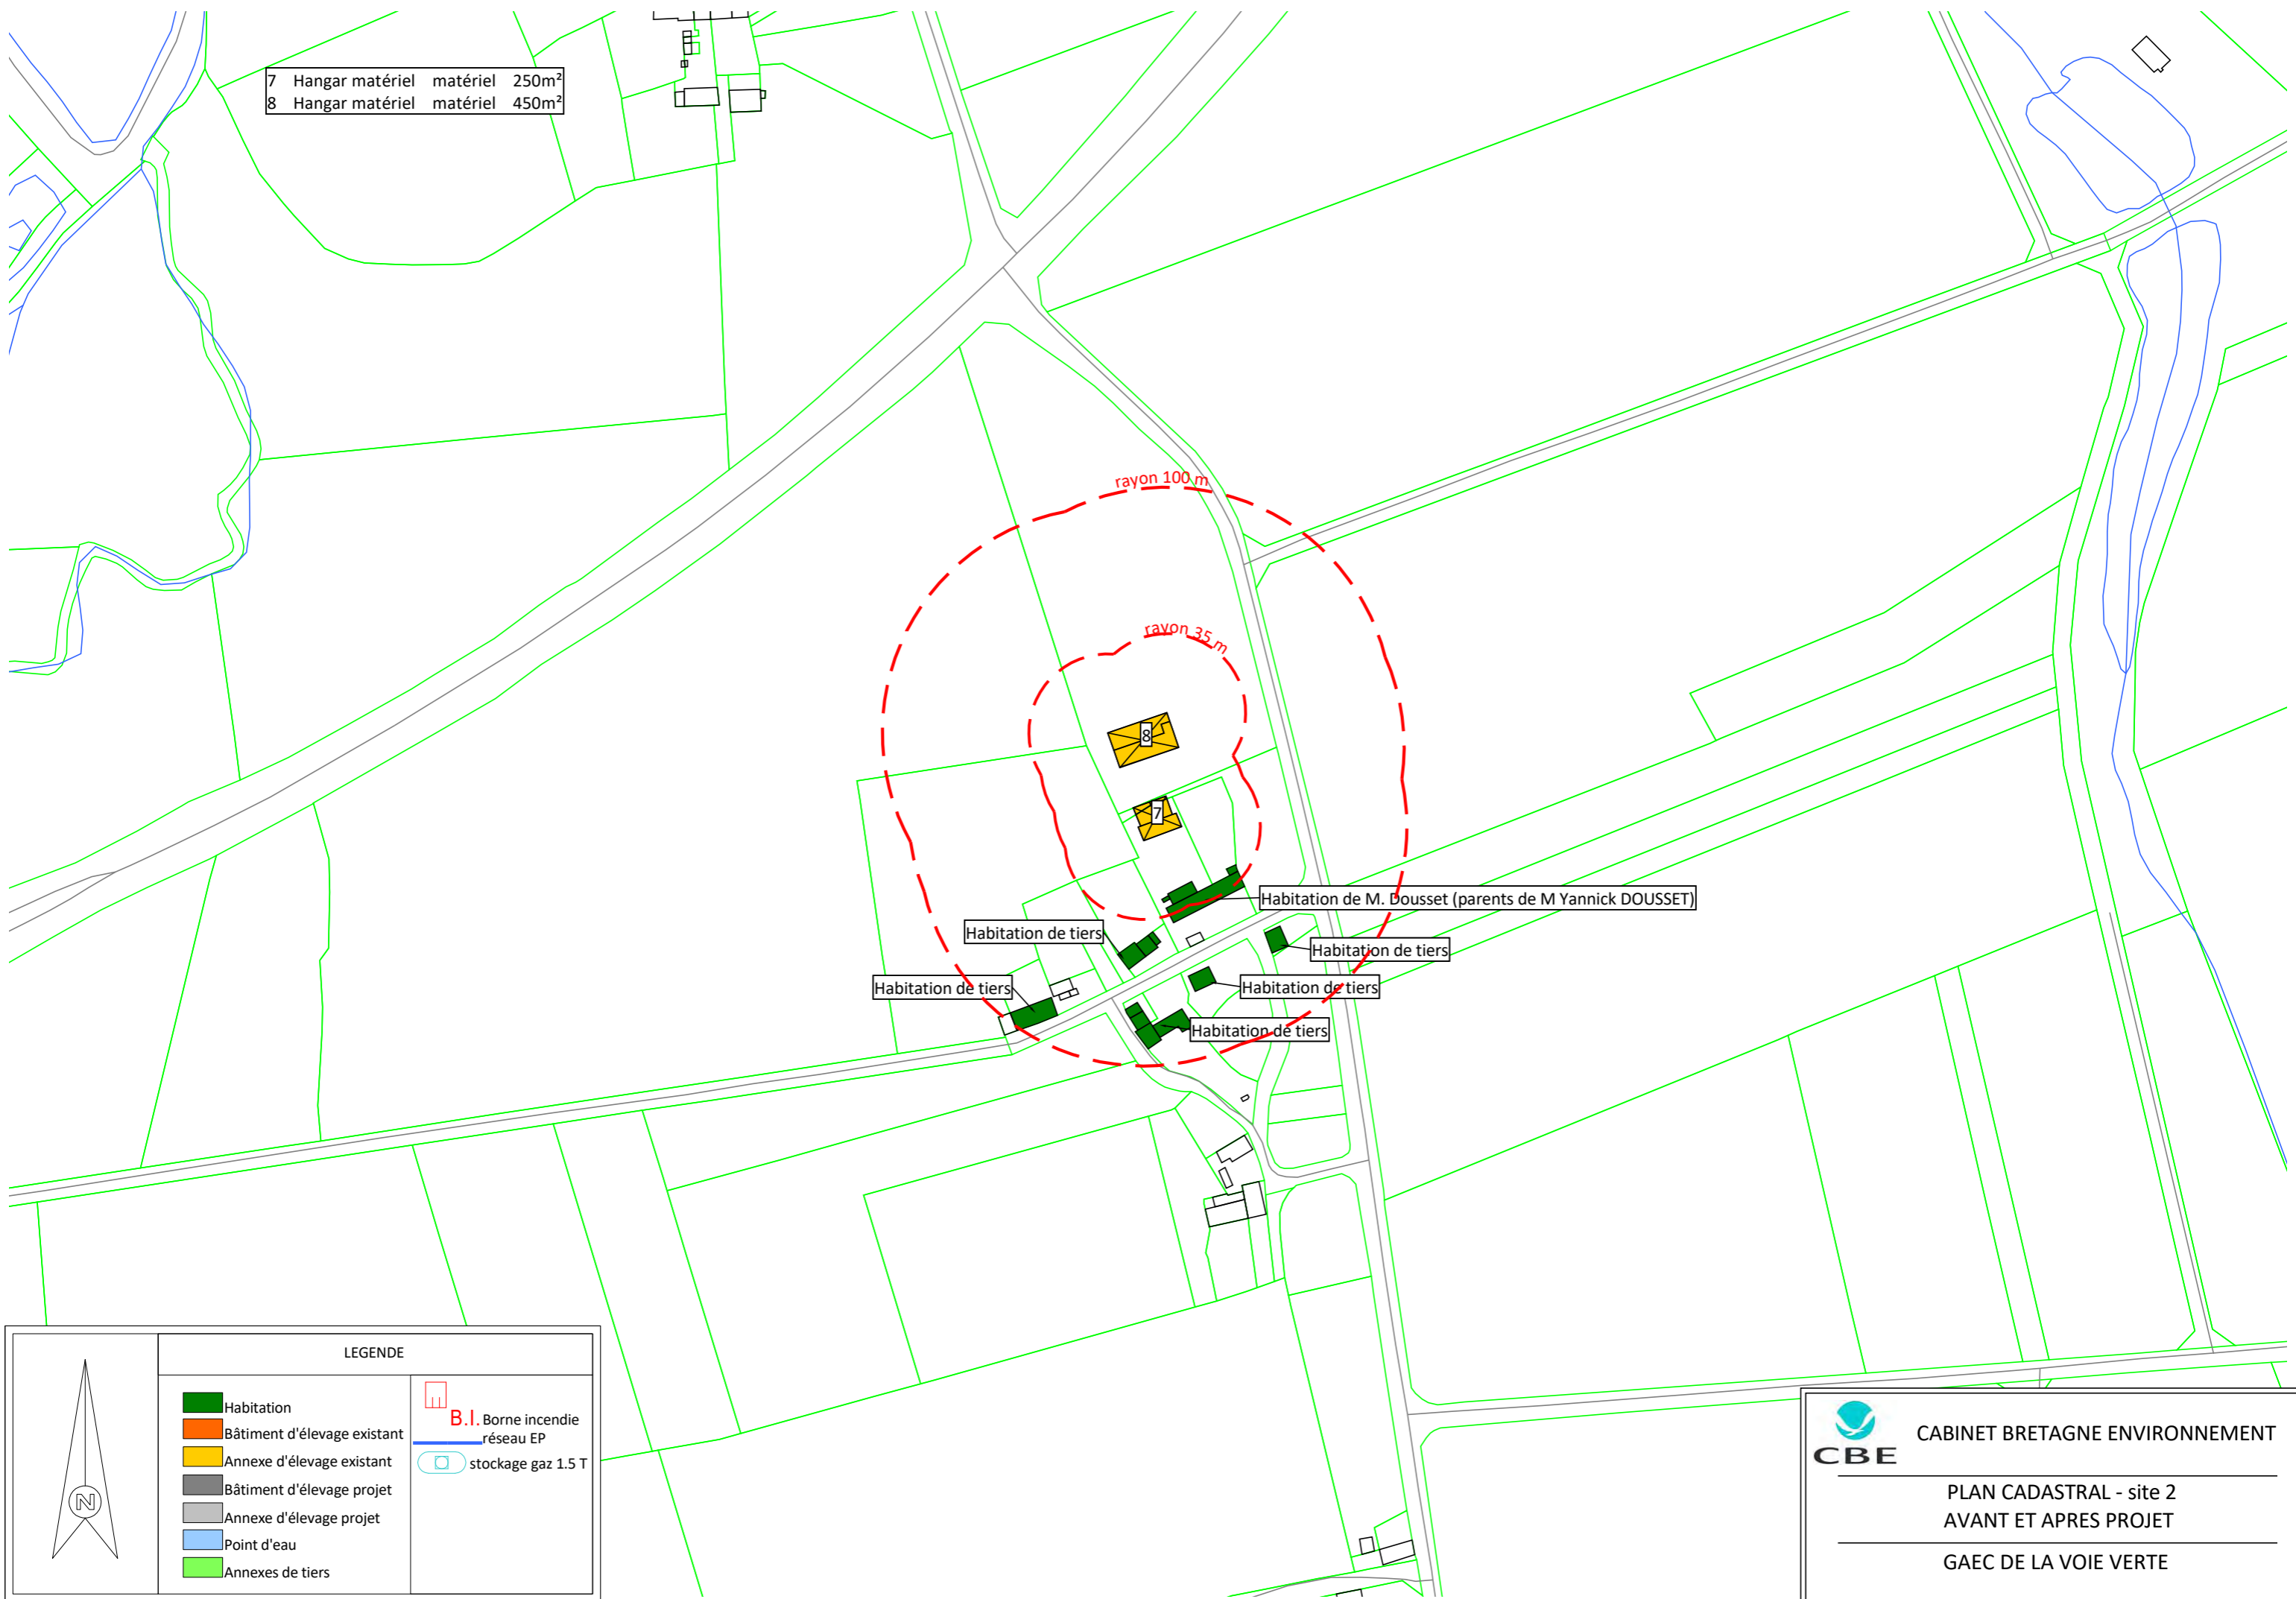 7 Hangar matériel matériel 250m²
8 Hangar matériel matériel 450m²
rayon 100 m
rayon 35 m
8
7
Habitation de M. Dousset (parents de M Yannick DOUSSET)
Habitation de tiers
Habitation de tiers
Habitation de tiers
Habitation de tiers
Habitation de tiers
LEGENDE
N
Habitation
Bâtiment d'élevage existant
Annexe d'élevage existant
Bâtiment d'élevage projet
Annexe d'élevage projet
Point d'eau
Annexes de tiers
B.I. Borne incendie
réseau EP
stockage gaz 1.5 T
CBE
CABINET BRETAGNE ENVIRONNEMENT
PLAN CADASTRAL - site 2
AVANT ET APRES PROJET
GAEC DE LA VOIE VERTE